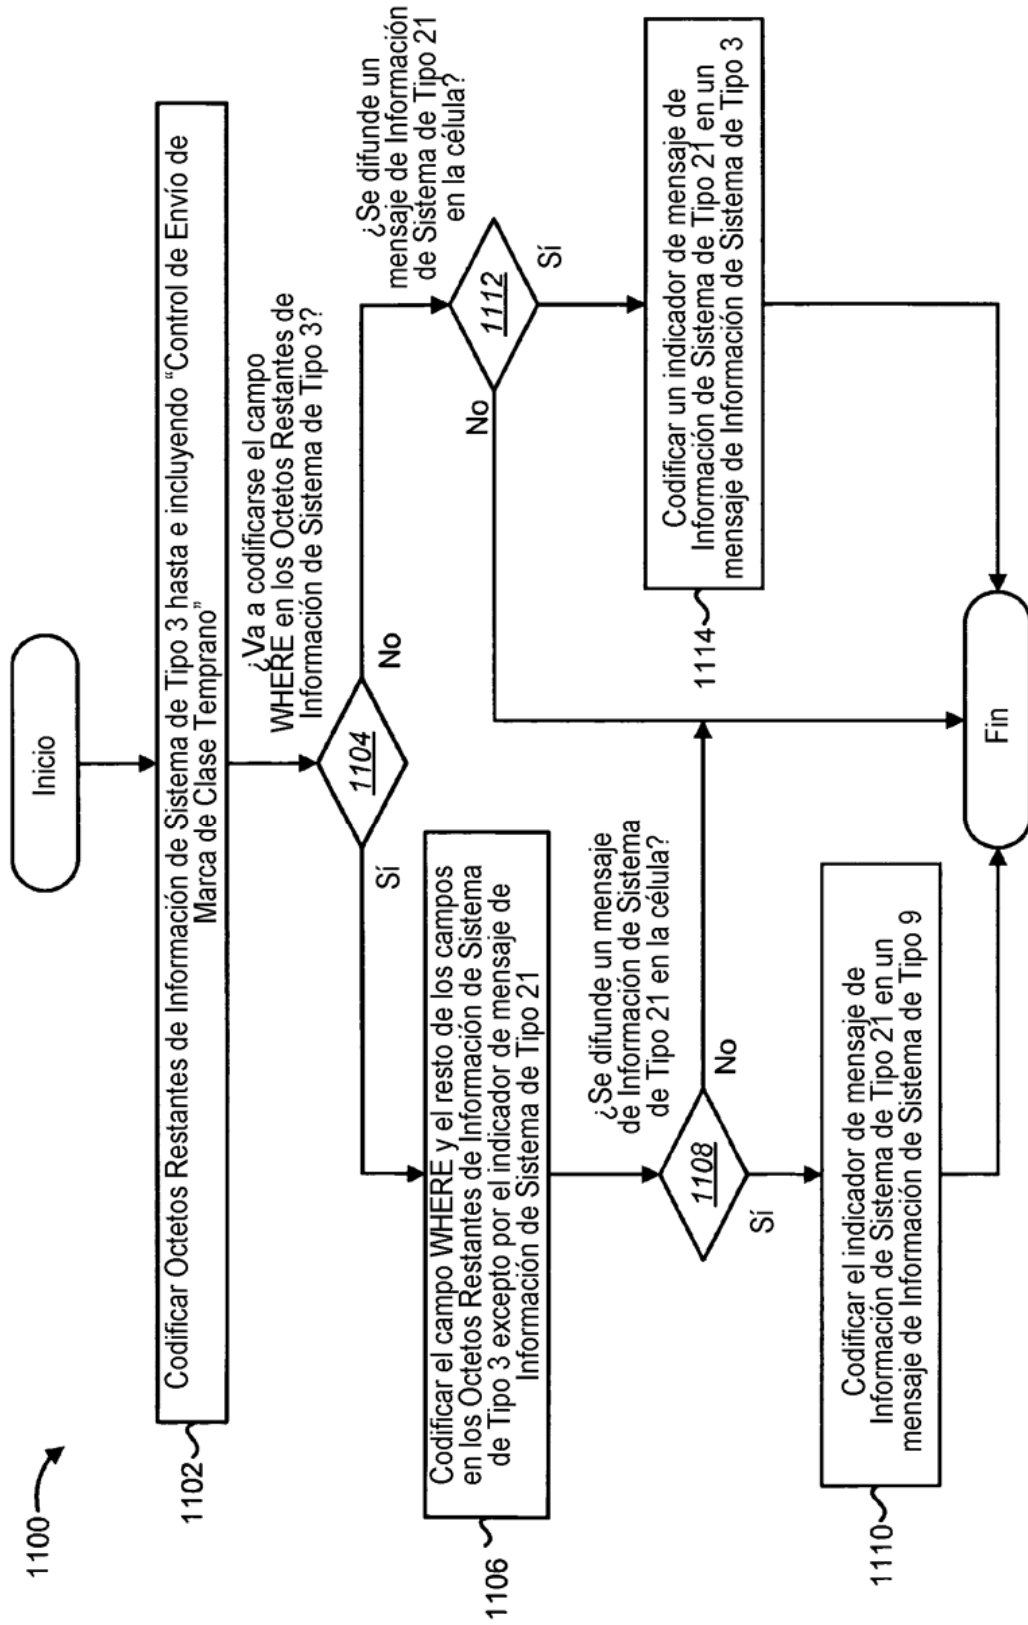 1100
Inicio
1102
Codificar Octetos Restantes de Información de Sistema de Tipo 3 hasta e incluyendo “Control de Envío de
Marca de Clase Temprano”
¿Va a codificarse el campo
WHERE en los Octetos Restantes de
Información de Sistema de Tipo 3?
1104
Sí
No
1106
Codificar el campo WHERE y el resto de los campos
en los Octetos Restantes de Información de Sistema
de Tipo 3 excepto por el indicador de mensaje de
Información de Sistema de Tipo 21
¿Se difunde un
mensaje de Información
de Sistema de Tipo 21
en la célula?
1112
No
Sí
¿Se difunde un mensaje
de Información de Sistema
de Tipo 21 en la célula?
1108
Sí
No
1114
Codificar un indicador de mensaje de
Información de Sistema de Tipo 21 en un
mensaje de Información de Sistema de Tipo 3
1110
Codificar el indicador de mensaje de
Información de Sistema de Tipo 21 en un
mensaje de Información de Sistema de Tipo 9
Fin